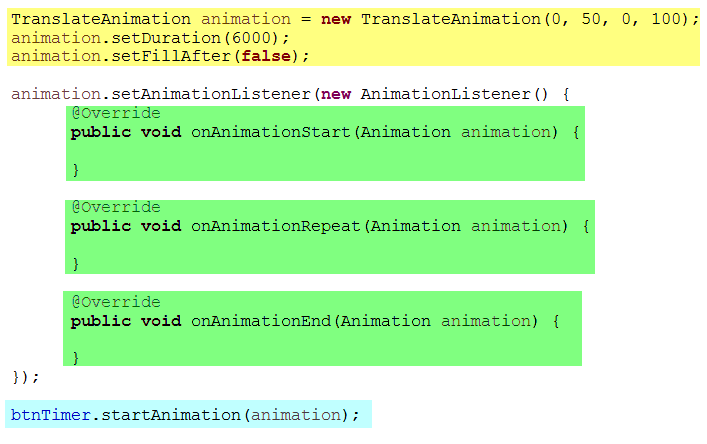 TranslateAnimation animation = new TranslateAnimation(0, 50, 0, 100);
animation.setDuration(6000);
animation.setFillAfter(false);
animation.setAnimationListener(new AnimationListener() {
@Override
public void onAnimationStart(Animation animation) {
}
@Override
public void onAnimationRepeat(Animation animation) {
}
@Override
public void onAnimationEnd(Animation animation) {
}
});
btnTimer.startAnimation(animation);